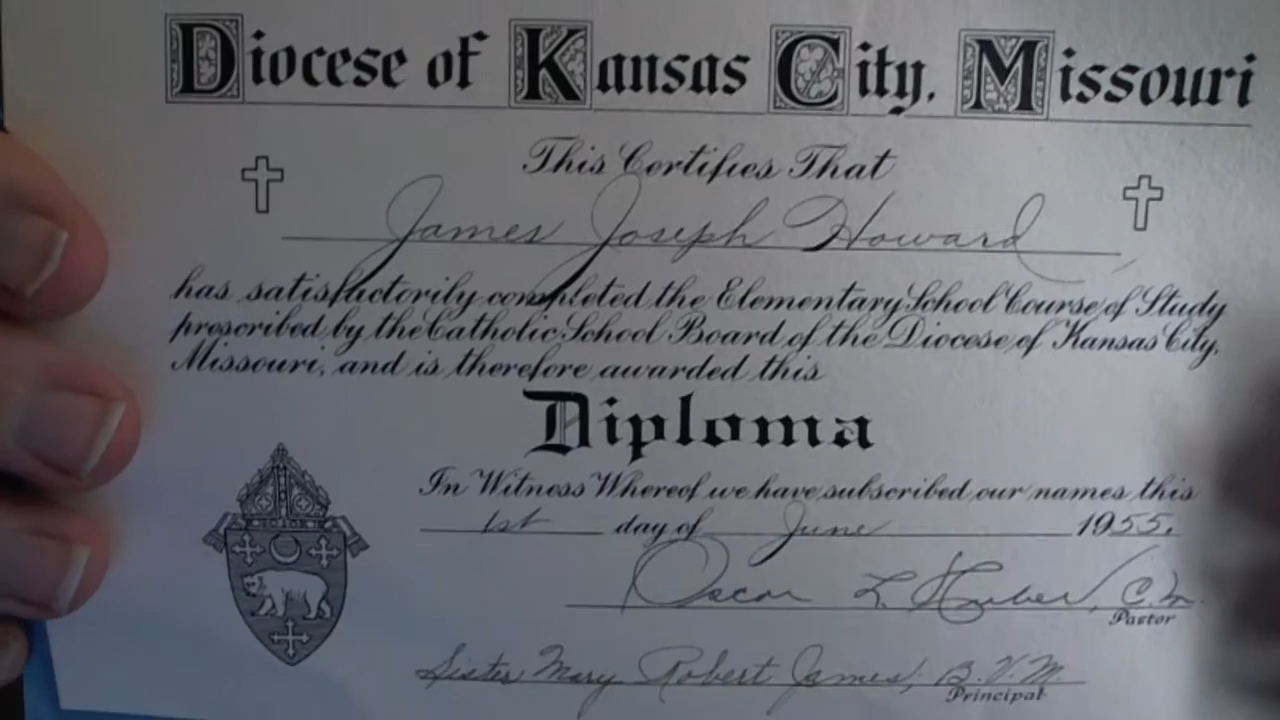 Diocese of Kansas City, Missouri
This Certifies That
James Joseph Howard
has satisfactorily completed the Elementary School Course of Study
prescribed by the Catholic School Board of the Diocese of Kansas City,
Missouri, and is therefore awarded this
Diploma
In Witness Whereof we have subscribed our names this
1st day of June 1955.
Oscar L. Huber, C.M.
Pastor
Sister Mary Robert James, B.V.M.
Principal